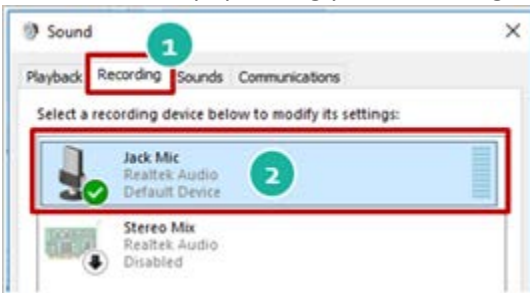 Sound
1
Playback Recording Sounds Communications
Select a recording device below to modify its settings:
Jack Mic
Realtek Audio
Default Device
2
Stereo Mix
Realtek Audio
Disabled